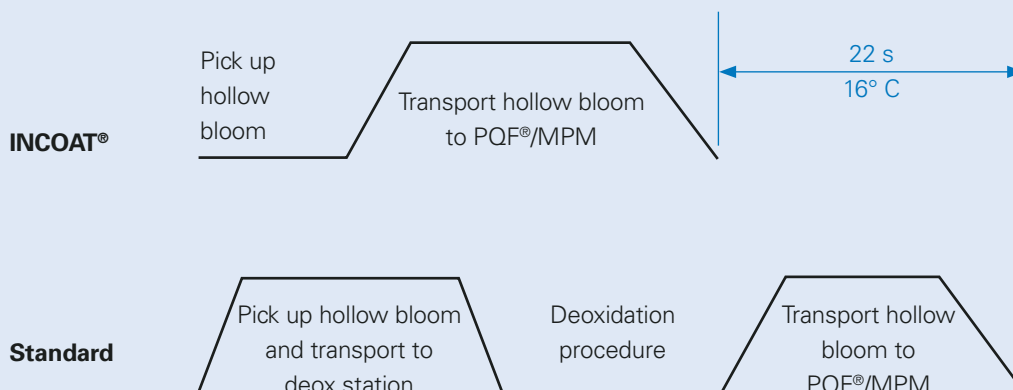 Pick up
hollow
bloom
INCOAT®
Transport hollow bloom
to PQF®/MPM
22 s
16° C
Standard
Pick up hollow bloom
and transport to
deox station
Deoxidation
procedure
Transport hollow
bloom to
PQF®/MPM